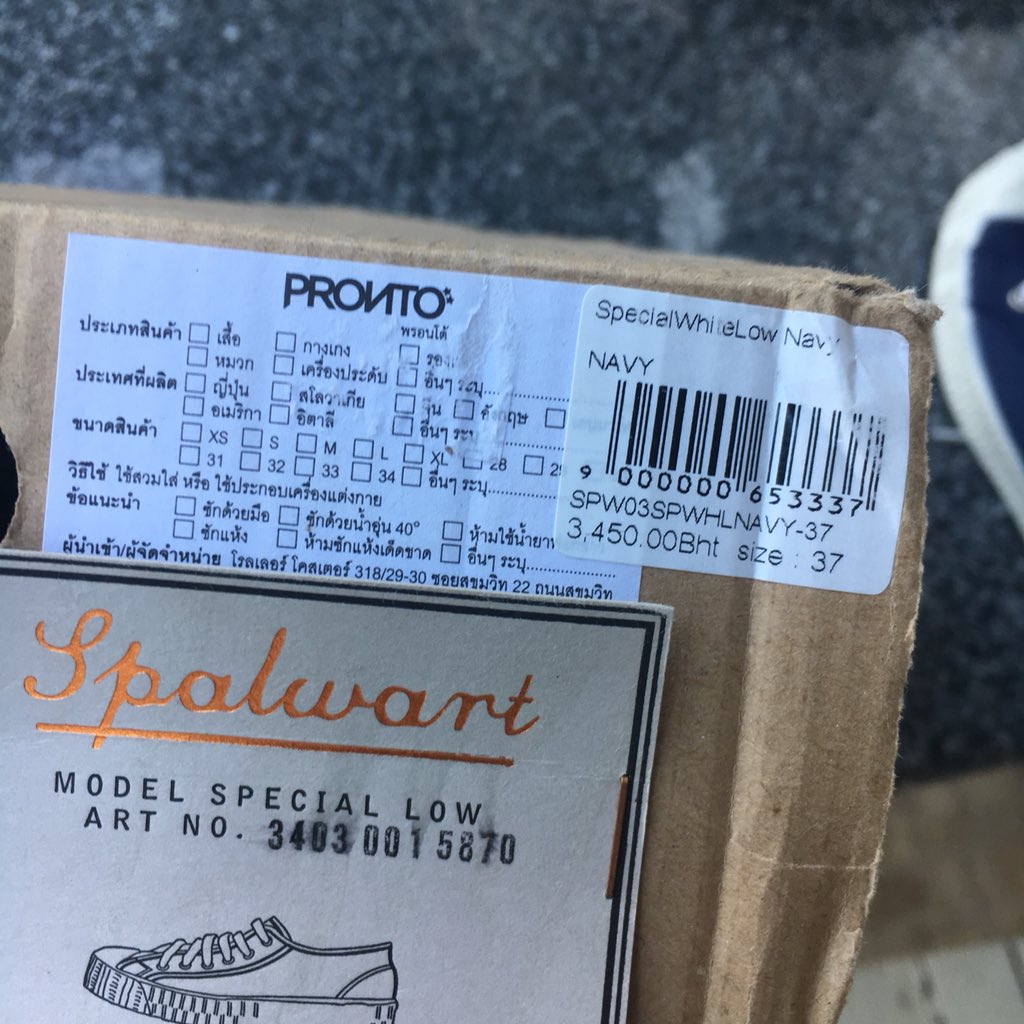 PRONTO
พรอนโต้
ประเภทสินค้า เสื้อ กางเกง
หมวก เครื่องประดับ อื่นๆ ระบุ
ประเทศที่ผลิต ญี่ปุ่น สโลวาเกีย จีน
อเมริกา อิตาลี อื่นๆ
ขนาดสินค้า XS S M L XL 28
31 32 33 34 อื่นๆ ระบุ................
วิธีใช้ ใช้สวมใส่ หรือ ใช้ประกอบเครื่องแต่งกาย
ข้อแนะนำ ซักด้วยมือ ซักด้วยน้ำอุ่น 40° ห้ามใช้น้ำยา
ซักแห้ง ห้ามซักแห้งเด็ดขาด อื่นๆ ระบุ................
ผู้นำเข้า/ผู้จัดจำหน่าย โรลเลอร์ โคสเตอร์ 318/29-30 ซอยสุขุมวิท 22 ถนนสุขุมวิท
SpecialWhiteLow Navy
NAVY
9 000000 653337
SPW03SPWHLNAVY-37
3,450.00Bht size : 37
Spalwart
MODEL SPECIAL LOW
ART NO. 3403 001 5870